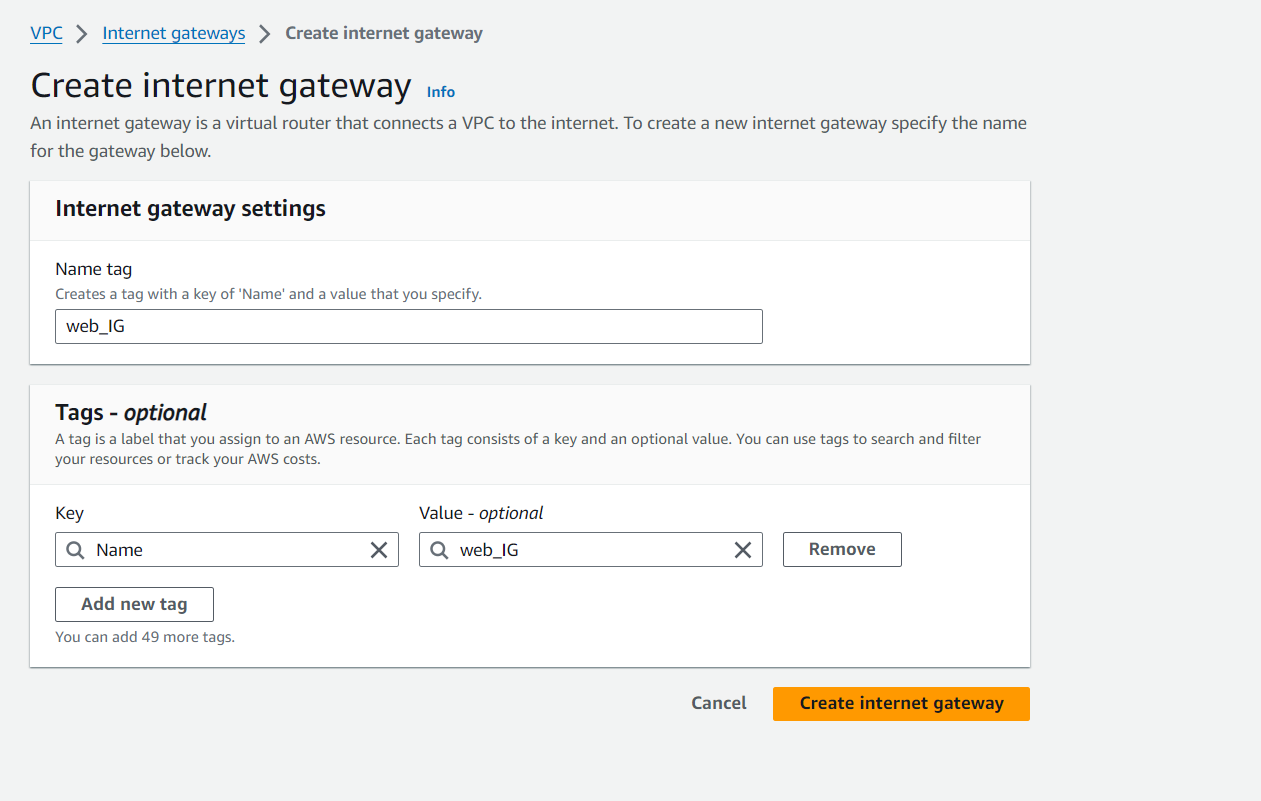 VPC > Internet gateways > Create internet gateway
Create internet gateway Info
An internet gateway is a virtual router that connects a VPC to the internet. To create a new internet gateway specify the name
for the gateway below.
Internet gateway settings
Name tag
Creates a tag with a key of 'Name' and a value that you specify.
web_IG
Tags - optional
A tag is a label that you assign to an AWS resource. Each tag consists of a key and an optional value. You can use tags to search and filter
your resources or track your AWS costs.
Key Value - optional
Name web_IG Remove
Add new tag
You can add 49 more tags.
Cancel Create internet gateway